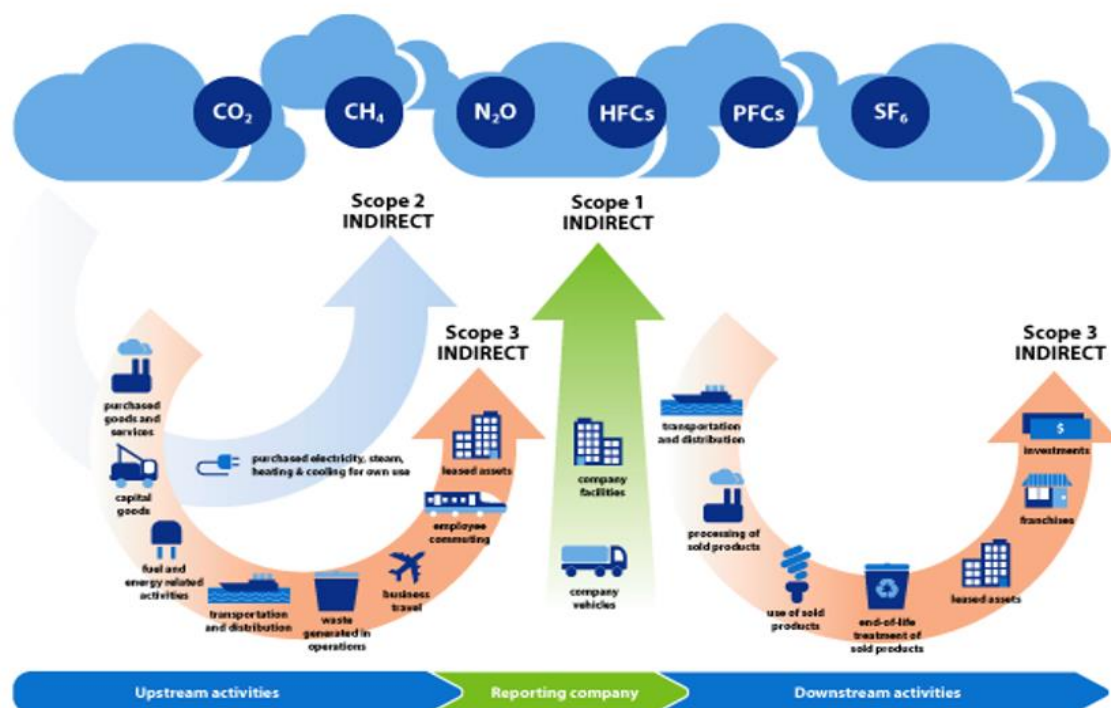 CO₂
CH₄
N₂O
HFCs
PFCs
SF₆
Scope 2
INDIRECT
Scope 1
INDIRECT
Scope 3
INDIRECT
Scope 3
INDIRECT
purchased
goods and
services
capital
goods
fuel and
energy related
activities
purchased electricity, steam,
heating & cooling for own use
transportation
and distribution
waste
generated in
operations
business
travel
employee
commuting
leased assets
company
facilities
company
vehicles
transportation
and distribution
processing of
sold products
use of sold
products
end-of-life
treatment of
sold products
leased assets
franchises
$
investments
Upstream activities
Reporting company
Downstream activities